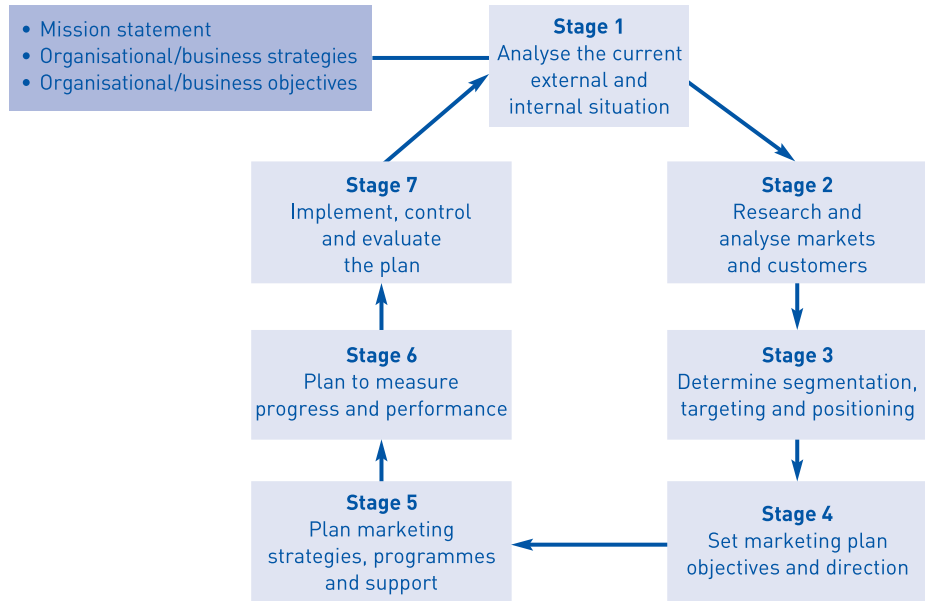 • Mission statement
• Organisational/business strategies
• Organisational/business objectives
Stage 1
Analyse the current
external and
internal situation
Stage 2
Research and
analyse markets
and customers
Stage 3
Determine segmentation,
targeting and positioning
Stage 4
Set marketing plan
objectives and direction
Stage 5
Plan marketing
strategies, programmes
and support
Stage 6
Plan to measure
progress and performance
Stage 7
Implement, control
and evaluate
the plan